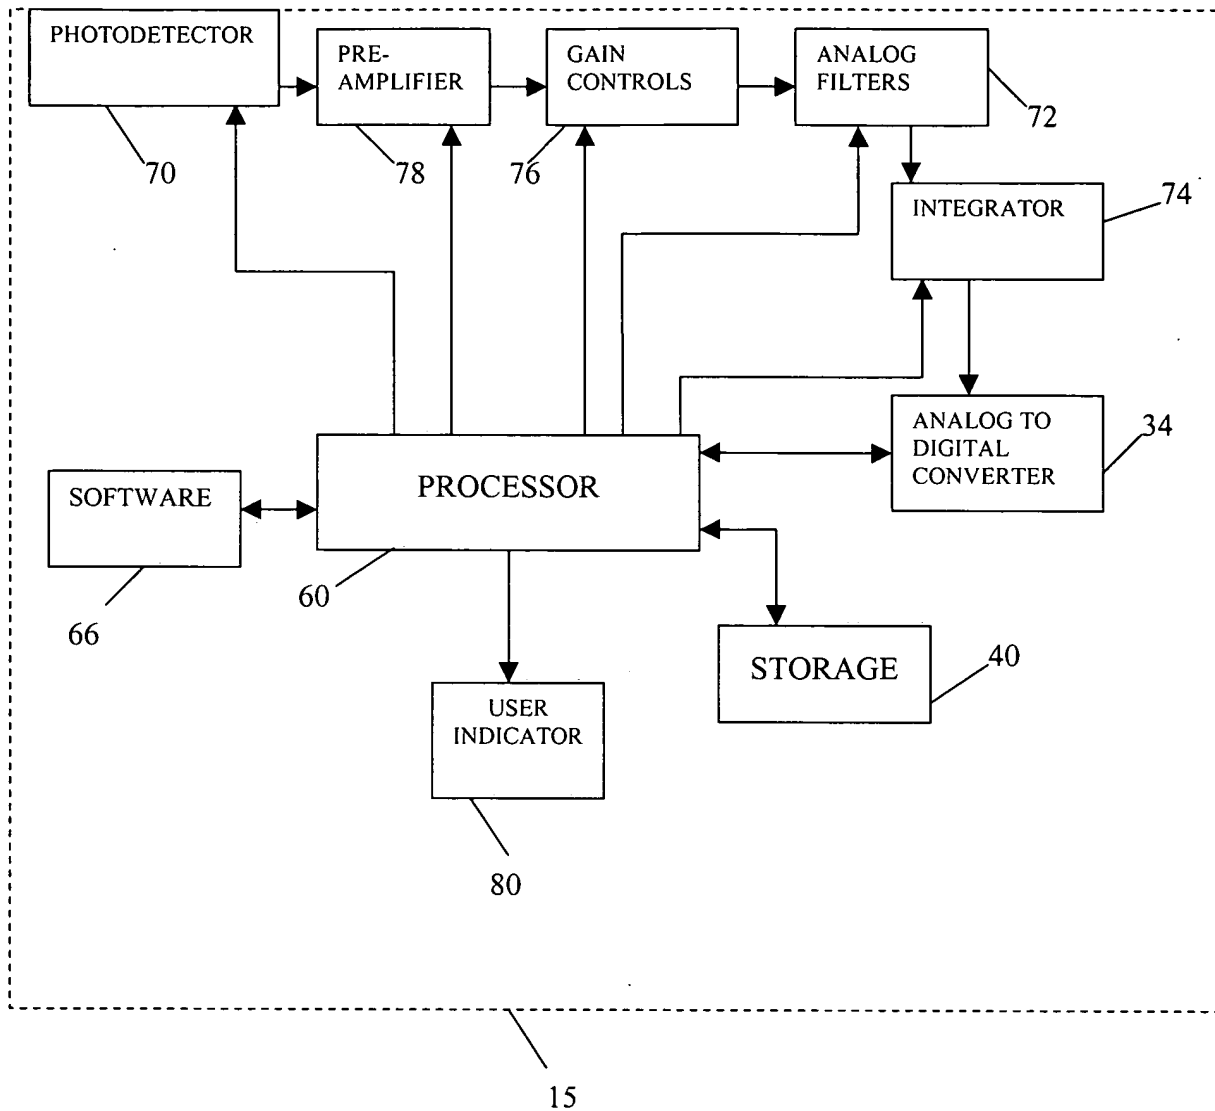 PHOTODETECTOR
PRE-
AMPLIFIER
GAIN
CONTROLS
ANALOG
FILTERS
70
78
76
72
INTEGRATOR
74
ANALOG TO
DIGITAL
CONVERTER
34
SOFTWARE
PROCESSOR
60
66
STORAGE
40
USER
INDICATOR
80
15